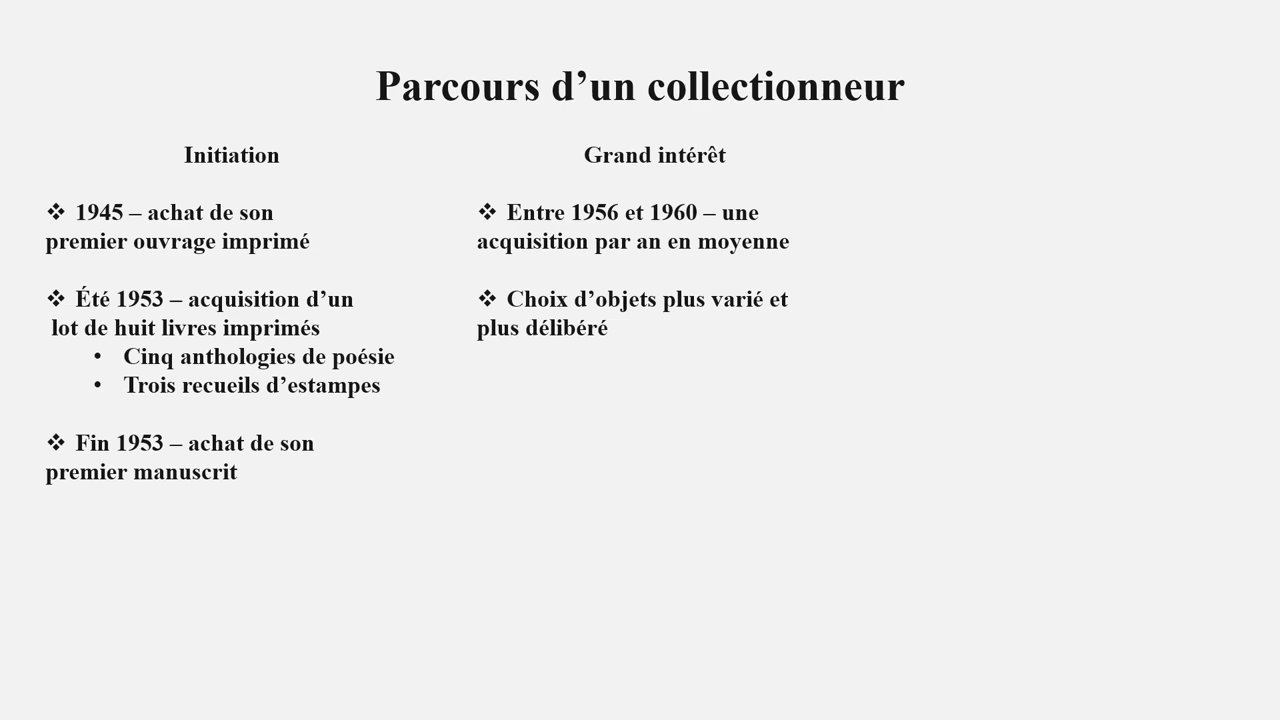 Parcours d’un collectionneur
Initiation
❖ 1945 – achat de son
premier ouvrage imprimé
❖ Été 1953 – acquisition d’un
lot de huit livres imprimés
• Cinq anthologies de poésie
• Trois recueils d’estampes
❖ Fin 1953 – achat de son
premier manuscrit
Grand intérêt
❖ Entre 1956 et 1960 – une
acquisition par an en moyenne
❖ Choix d’objets plus varié et
plus délibéré